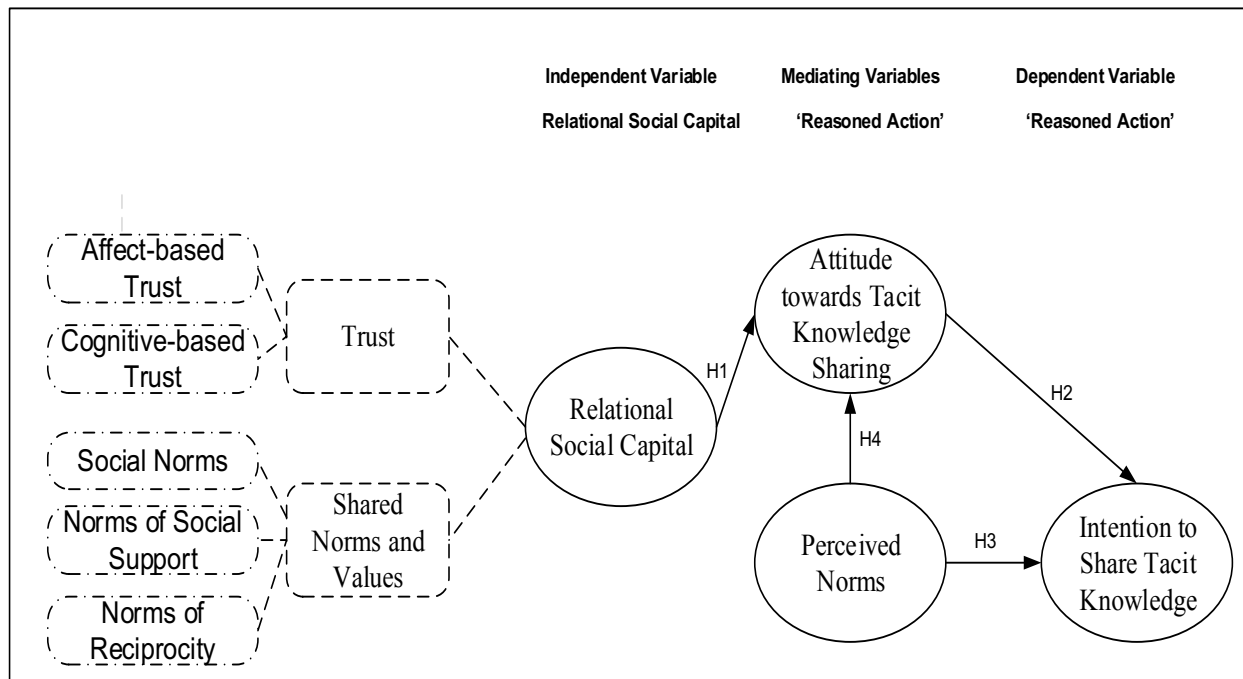 Independent Variable
Relational Social Capital
Mediating Variables
‘Reasoned Action’
Dependent Variable
‘Reasoned Action’
Affect-based
Trust
Cognitive-based
Trust
Social Norms
Norms of Social
Support
Norms of
Reciprocity
Trust
Shared
Norms and
Values
Relational
Social Capital
H1
Attitude
towards Tacit
Knowledge
Sharing
H4
Perceived
Norms
H2
H3
Intention to
Share Tacit
Knowledge